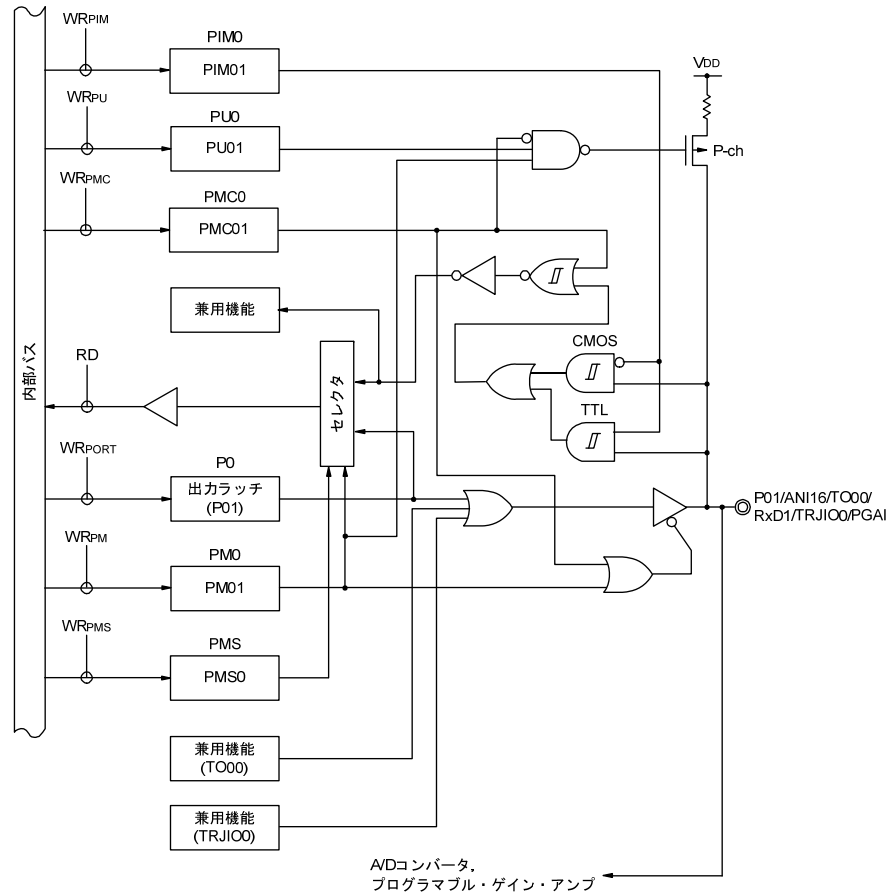 WRPIM
PIM0
PIM01
VDD
WRPU
PU0
PU01
P-ch
WRPMC
PMC0
PMC01
兼用機能
CMOS
RD
内部バス
セレクタ
TTL
WRPORT
P0
出力ラッチ
(P01)
P01/ANI16/TO00/
RxD1/TRJIO0/PGAI
WRPM
PM0
PM01
WRPMS
PMS
PMS0
兼用機能
(TO00)
兼用機能
(TRJIO0)
A/Dコンバータ,
プログラマブル・ゲイン・アンプ